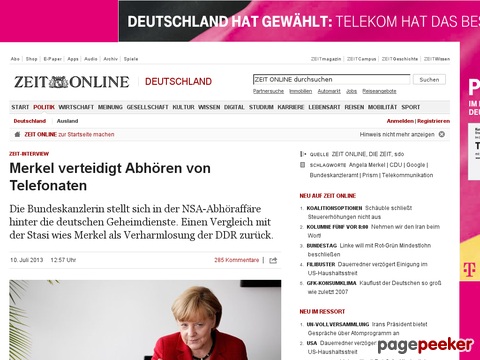 DEUTSCHLAND HAT GEWÄHLT: TELEKOM HAT DAS BES
Abo Shop E-Paper Apps Audio Archiv Spiele
ZEITmagazin ZEITCampus ZEITGeschichte ZEITWissen
ZEIT ONLINE DEUTSCHLAND
ZEIT ONLINE durchsuchen Suchen
Partnersuche Immobilien Automarkt Jobs Reiseangebote
START POLITIK WIRTSCHAFT MEINUNG GESELLSCHAFT KULTUR WISSEN DIGITAL STUDIUM KARRIERE LEBENSART REISEN MOBILITÄT SPORT
Deutschland Ausland
Anmelden | Registrieren
ZEIT ONLINE zur Startseite machen
Hinweis nicht mehr anzeigen
ZEIT-INTERVIEW
Merkel verteidigt Abhören von
Telefonaten
Die Bundeskanzlerin stellt sich in der NSA-Abhöraffäre
hinter die deutschen Geheimdienste. Einen Vergleich mit
der Stasi wies Merkel als Verharmlosung der DDR zurück.
10. Juli 2013 12:57 Uhr
295 Kommentare
QUELLE ZEIT ONLINE, DIE ZEIT, sdo
SCHLAGWORTE Angela Merkel | CDU | Google |
Bundeskanzleramt | Prism | Telekommunikation
NEU AUF ZEIT ONLINE
1 KOALITIONSOPTIONEN Schäuble schließt
Steuererhöhungen nicht aus
2 KOLUMNE FÜNF VOR 8:00 Nehmen wir den Iran beim
Wort!
3 BUNDESTAG Linke will mit Rot-Grün Mindestlohn
beschließen
4 FILIBUSTER Dauerredner verzögert Einigung im
US-Haushaltsstreit
5 GFK-KONSUMKLIMA Kauflust der Deutschen so groß
wie zuletzt 2007
NEU IM RESSORT
1 UN-VOLLVERSAMMLUNG Irans Präsident bietet
Gespräche über Atomprogramm an
2 USA Dauerredner verzögert
US-Haushaltsstreit
P
IM
T
pagepeeker